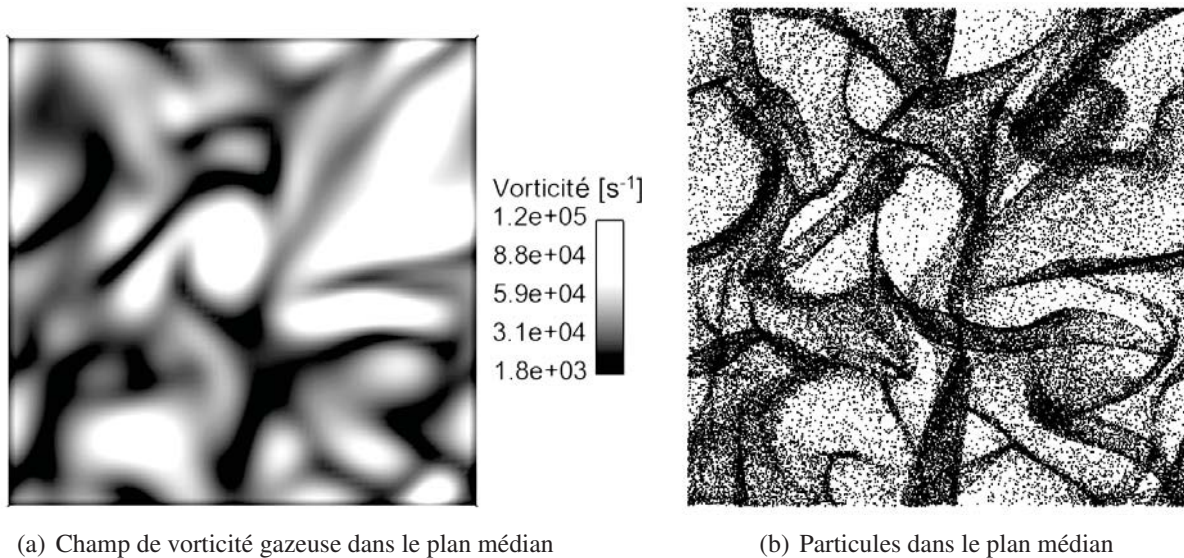 Vorticité [s⁻¹]
1.2e+05
8.8e+04
5.9e+04
3.1e+04
1.8e+03
(a) Champ de vorticité gazeuse dans le plan médian
(b) Particules dans le plan médian